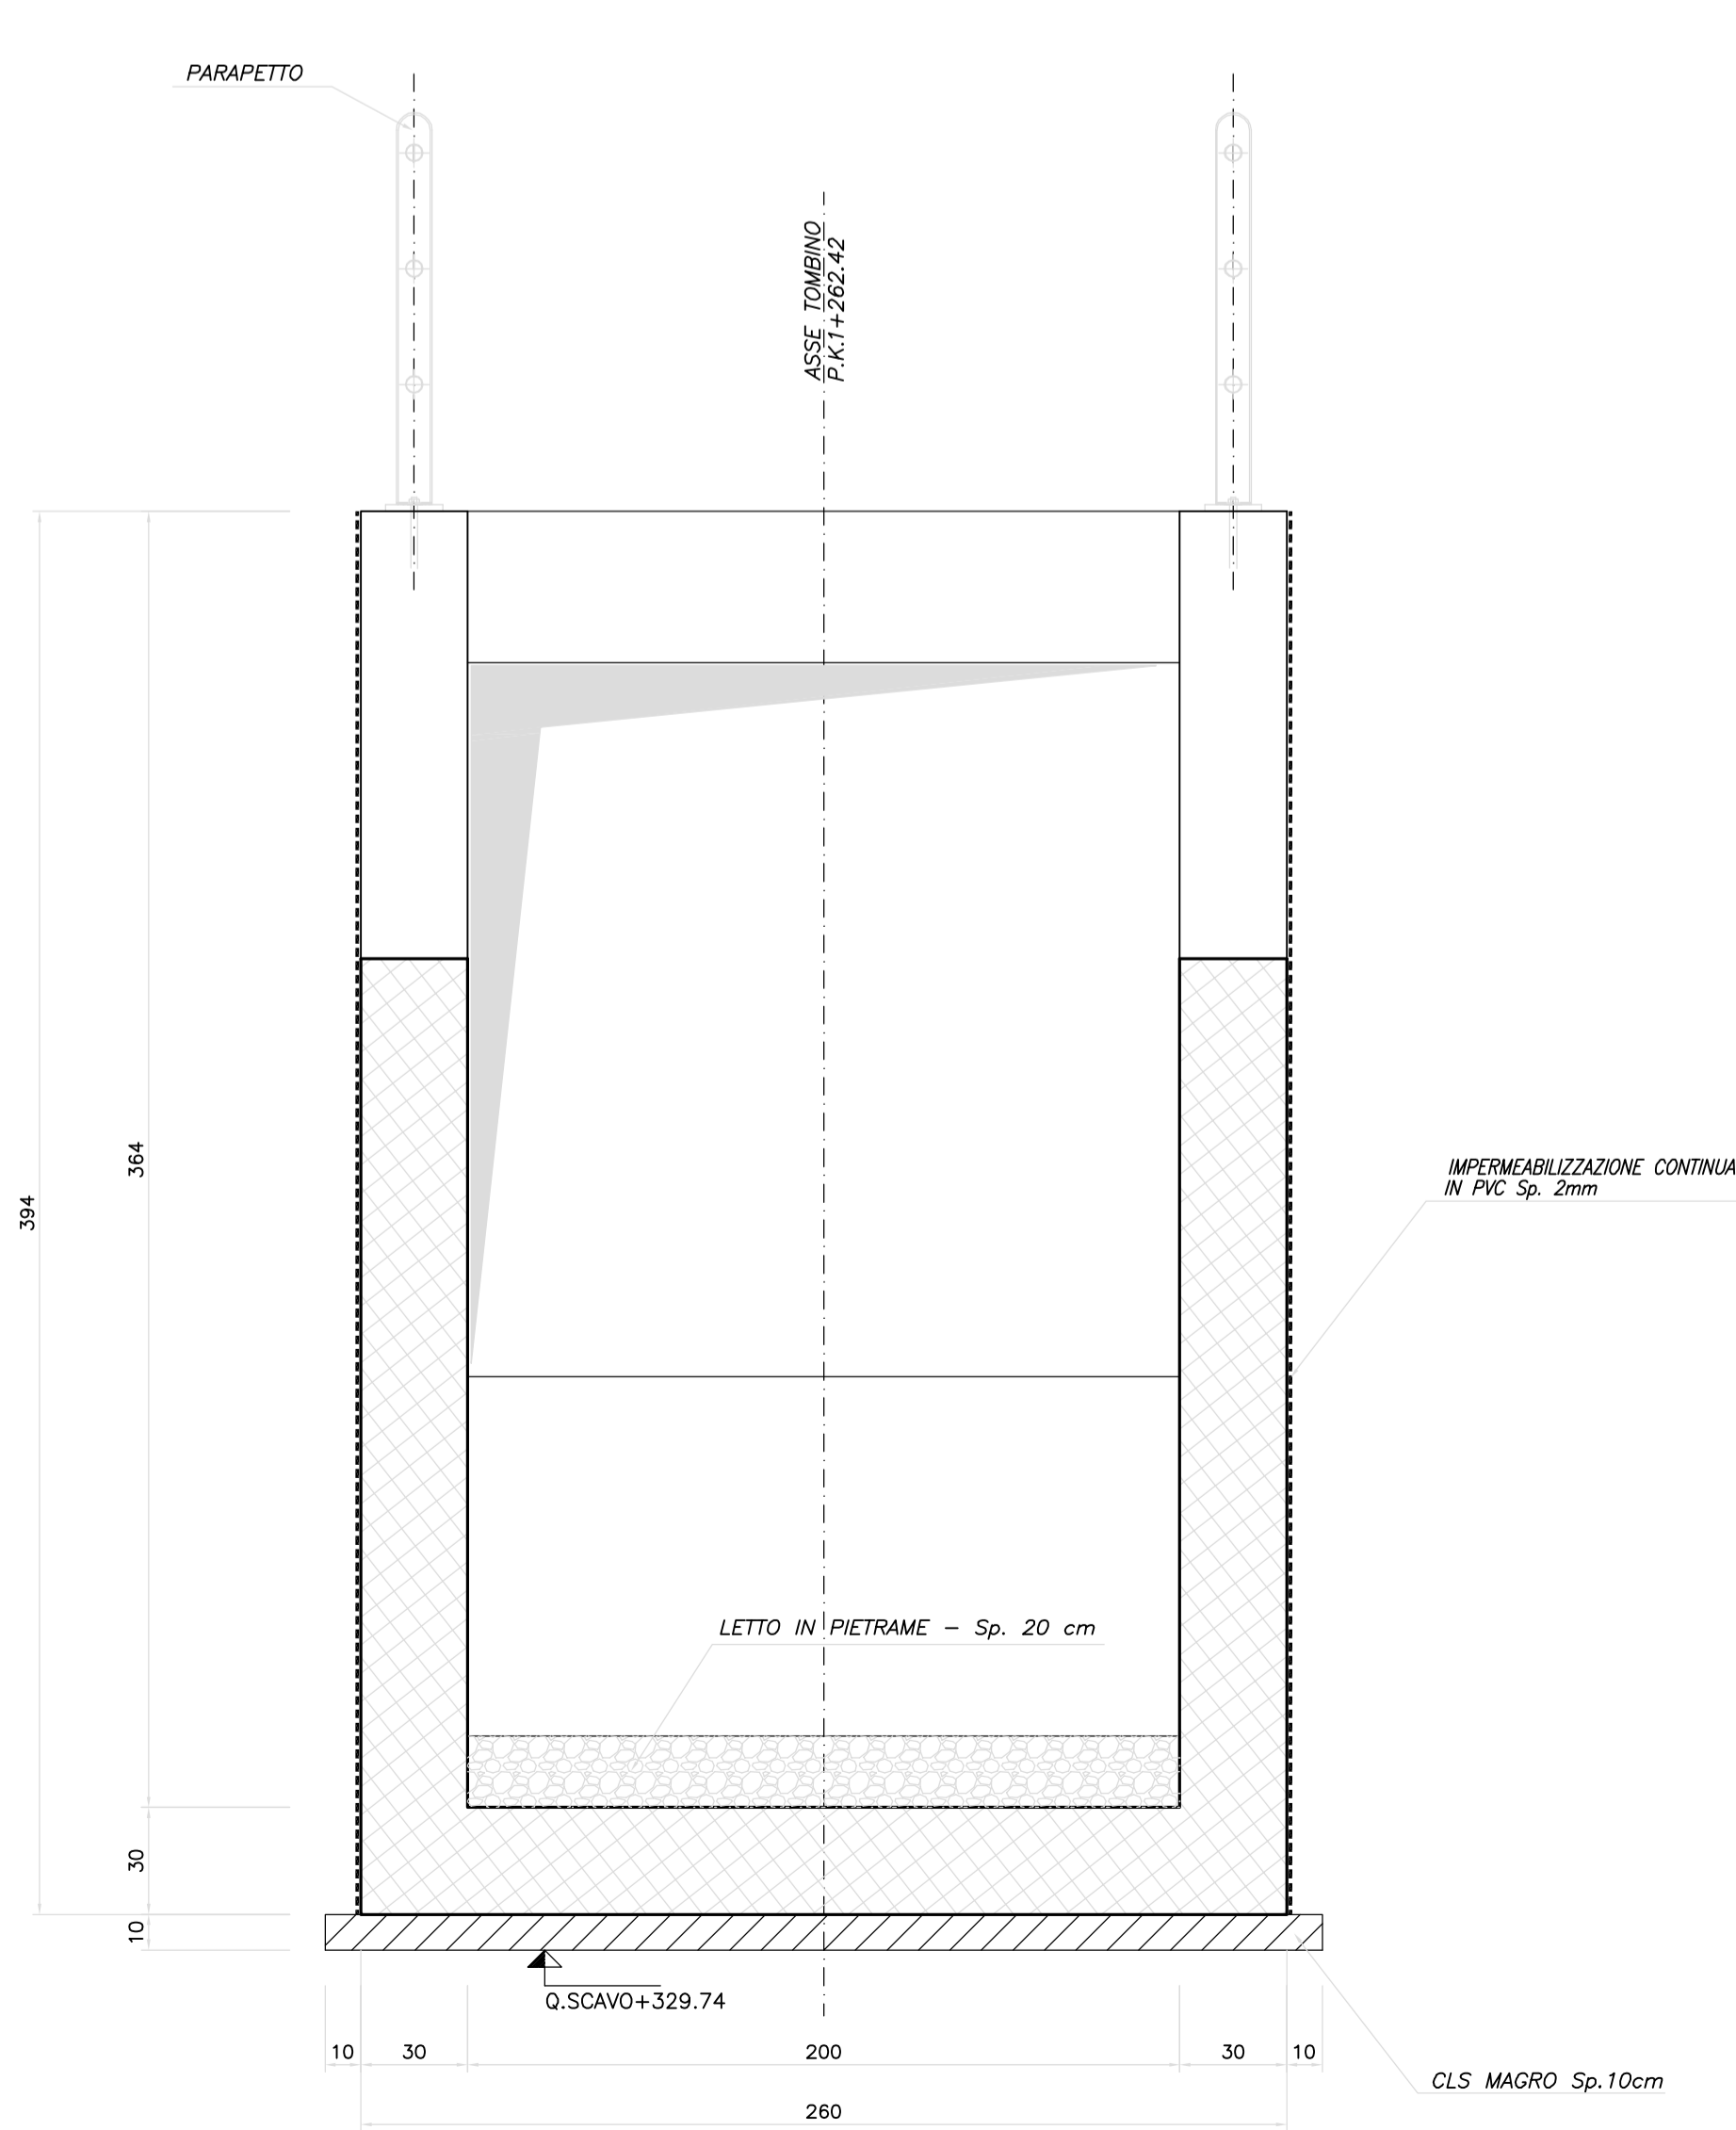 PARAPETTO
ASSE TOMBINO
P.K.1+262.42
364
394
IMPERMEABILIZZAZIONE CONTINUA
IN PVC Sp. 2mm
LETTO IN PIETRAME - Sp. 20 cm
30
10
Q.SCAVO+329.74
10 30 200 30 10
CLS MAGRO Sp.10cm
260